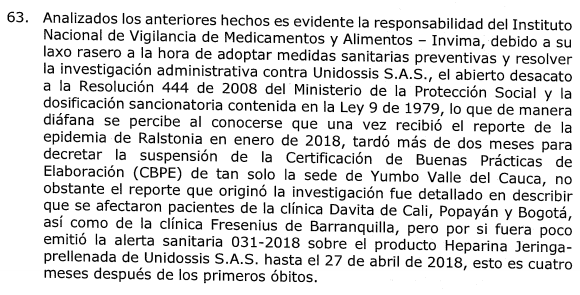 63. Analizados los anteriores hechos es evidente la responsabilidad del Instituto
Nacional de Vigilancia de Medicamentos y Alimentos – Invima, debido a su
laxo rasero a la hora de adoptar medidas sanitarias preventivas y resolver
la investigación administrativa contra Unidossis S.A.S., el abierto desacato
a la Resolución 444 de 2008 del Ministerio de la Protección Social y la
dosificación sancionatoria contenida en la Ley 9 de 1979, lo que de manera
diáfana se percibe al conocerse que una vez recibió el reporte de la
epidemia de Ralstonia en enero de 2018, tardó más de dos meses para
decretar la suspensión de la Certificación de Buenas Prácticas de
Elaboración (CBPE) de tan solo la sede de Yumbo Valle del Cauca, no
obstante el reporte que originó la investigación fue detallado en describir
que se afectaron pacientes de la clínica Davita de Cali, Popayán y Bogotá,
así como de la clínica Fresenius de Barranquilla, pero por si fuera poco
emitió la alerta sanitaria 031-2018 sobre el producto Heparina Jeringa-
prellenada de Unidossis S.A.S. hasta el 27 de abril de 2018, esto es cuatro
meses después de los primeros óbitos.